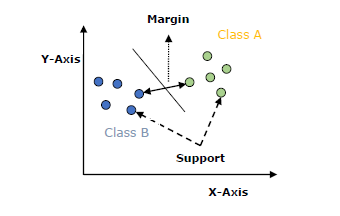 Margin
Class A
Y-Axis
Class B
Support
X-Axis